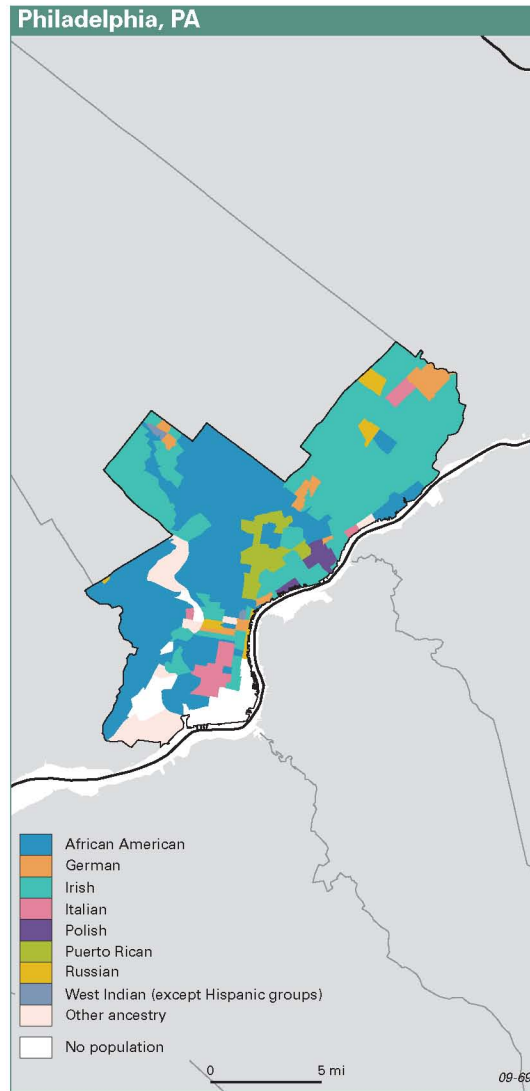 Philadelphia, PA
African American
German
Irish
Italian
Polish
Puerto Rican
Russian
West Indian (except Hispanic groups)
Other ancestry
No population
0 5 mi